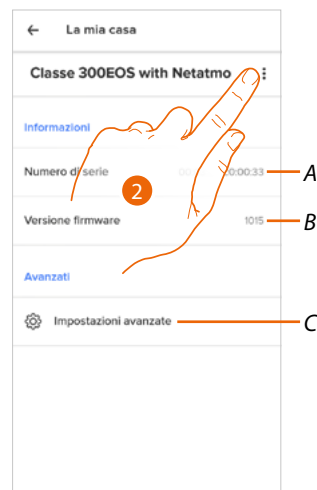 ← La mia casa
Classe 300EOS with Netatmo
Informazioni
Numero di serie 00:00:33 A
2
Versione firmware 1015 B
Avanzati
Impostazioni avanzate C